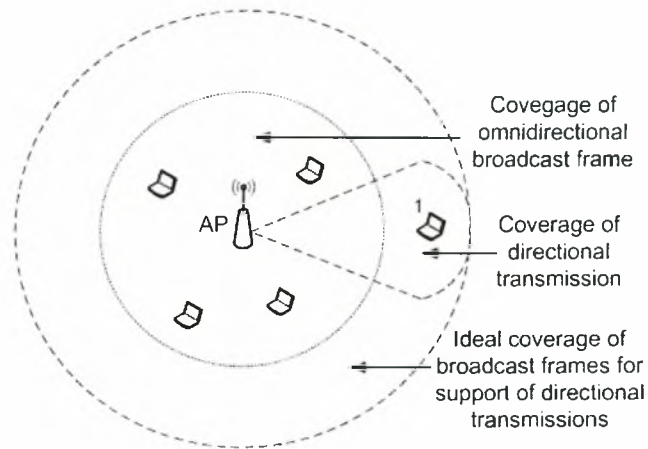 Covegage of
omnidirectional
broadcast frame
AP
1
Coverage of
directional
transmission
Ideal coverage of
broadcast frames for
support of directional
transmissions